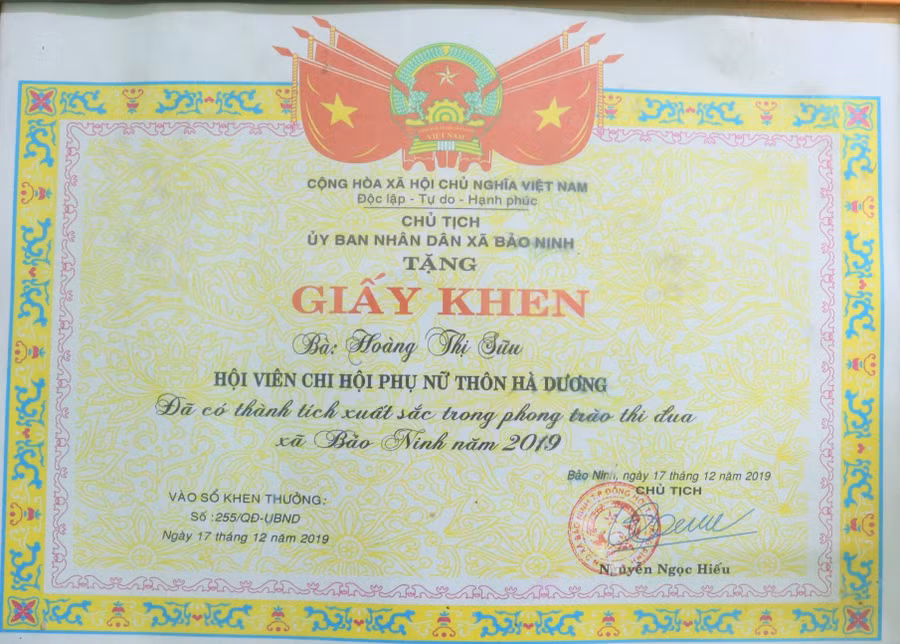 VIỆT NAM
CỘNG HÒA XÃ HỘI CHỦ NGHĨA VIỆT NAM
Độc lập - Tự do - Hạnh phúc
CHỦ TỊCH
ỦY BAN NHÂN DÂN XÃ BẢO NINH
TẶNG
GIẤY KHEN
Bà: Hoàng Thị Sửu
HỘI VIÊN CHI HỘI PHỤ NỮ THÔN HÀ DƯƠNG
Đã có thành tích xuất sắc trong phong trào thi đua
xã Bảo Ninh năm 2019
Bảo Ninh, ngày 17 tháng 12 năm 2019
CHỦ TỊCH
VÀO SỔ KHEN THƯỞNG:
Số :255/QĐ-UBND
Ngày 17 tháng 12 năm 2019
Nguyễn Ngọc Hiếu